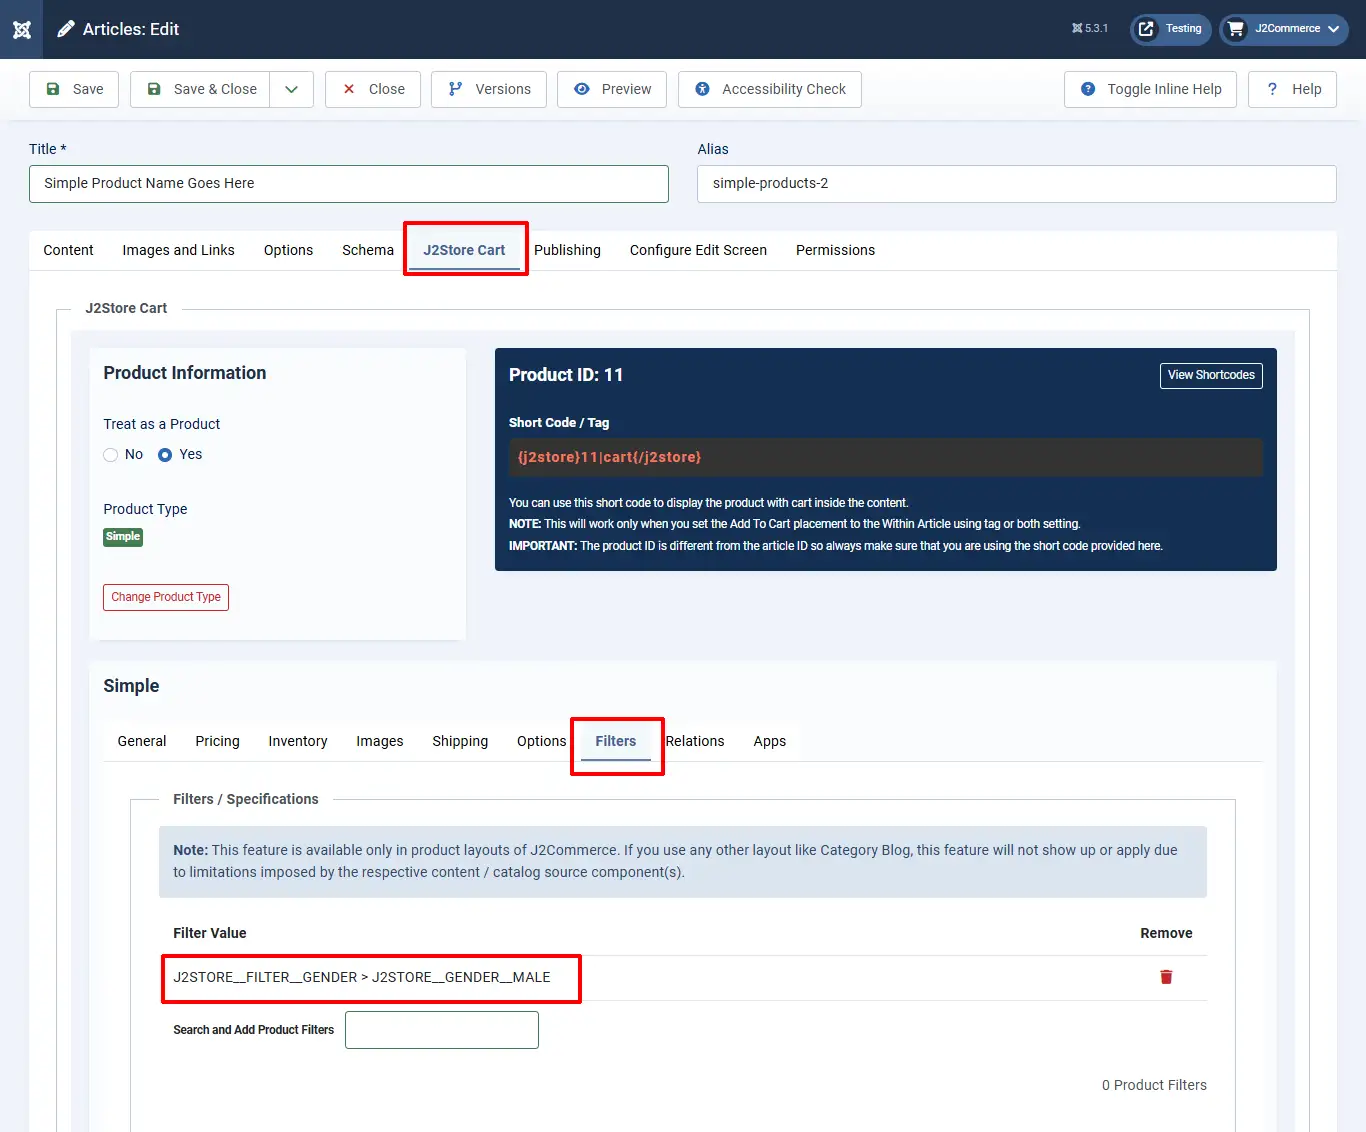 Articles: Edit
5.3.1
Testing
J2Commerce
Save
Save & Close
Close
Versions
Preview
Accessibility Check
Toggle Inline Help
? Help
Title *
Alias
Simple Product Name Goes Here
simple-products-2
Content
Images and Links
Options
Schema
J2Store Cart
Publishing
Configure Edit Screen
Permissions
J2Store Cart
Product Information
Treat as a Product
No
Yes
Product Type
Simple
Change Product Type
Product ID: 11
View Shortcodes
Short Code / Tag
{j2store}11|cart{/j2store}
You can use this short code to display the product with cart inside the content.
NOTE: This will work only when you set the Add To Cart placement to the Within Article using tag or both setting.
IMPORTANT: The product ID is different from the article ID so always make sure that you are using the short code provided here.
Simple
General
Pricing
Inventory
Images
Shipping
Options
Filters
Relations
Apps
Filters / Specifications
Note: This feature is available only in product layouts of J2Commerce. If you use any other layout like Category Blog, this feature will not show up or apply due
to limitations imposed by the respective content / catalog source component(s).
Filter Value
Remove
J2STORE__FILTER__GENDER > J2STORE__GENDER__MALE
Search and Add Product Filters
0 Product Filters